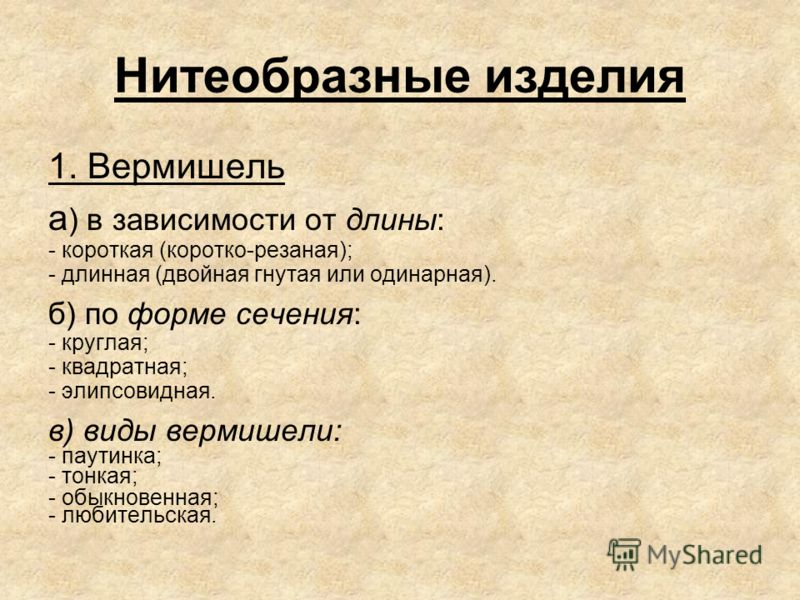 Нитеобразные изделия
1. Вермишель
а) в зависимости от длины:
- короткая (коротко-резаная);
- длинная (двойная гнутая или одинарная).
б) по форме сечения:
- круглая;
- квадратная;
- элипсовидная.
в) виды вермишели:
- паутинка;
- тонкая;
- обыкновенная;
- любительская.
MyShared